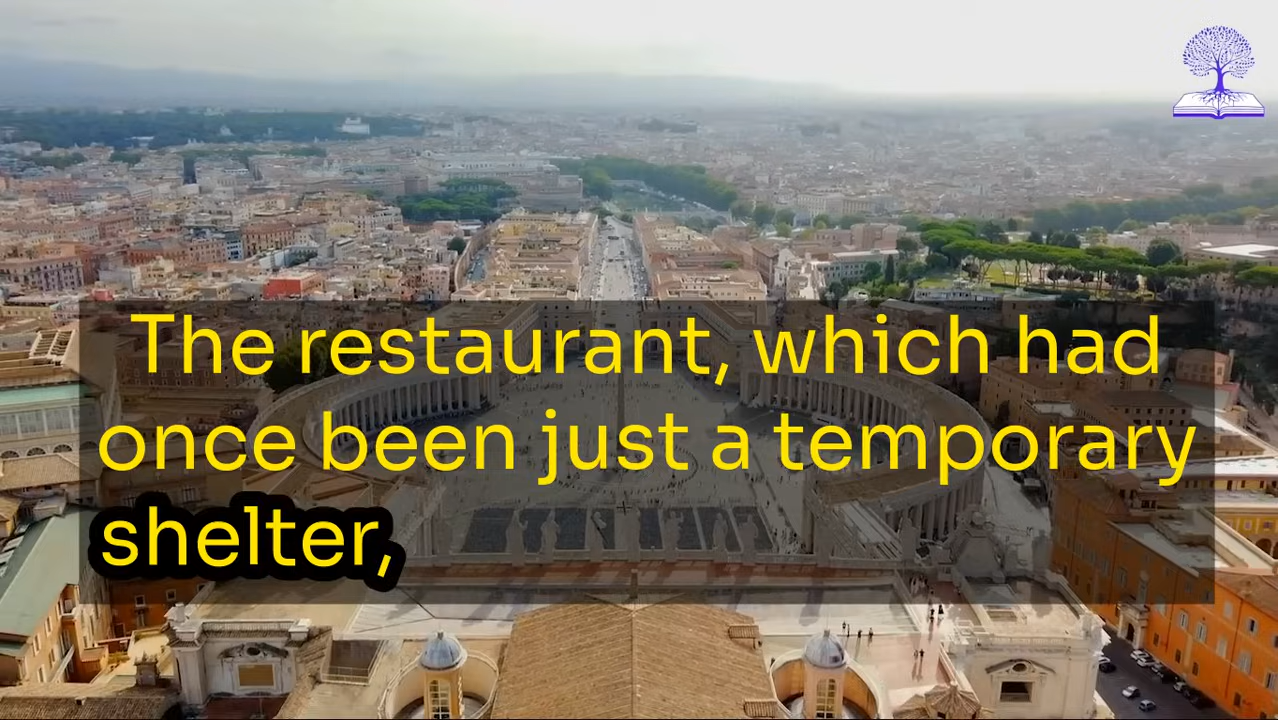 The restaurant, which had
once been just a temporary
shelter,